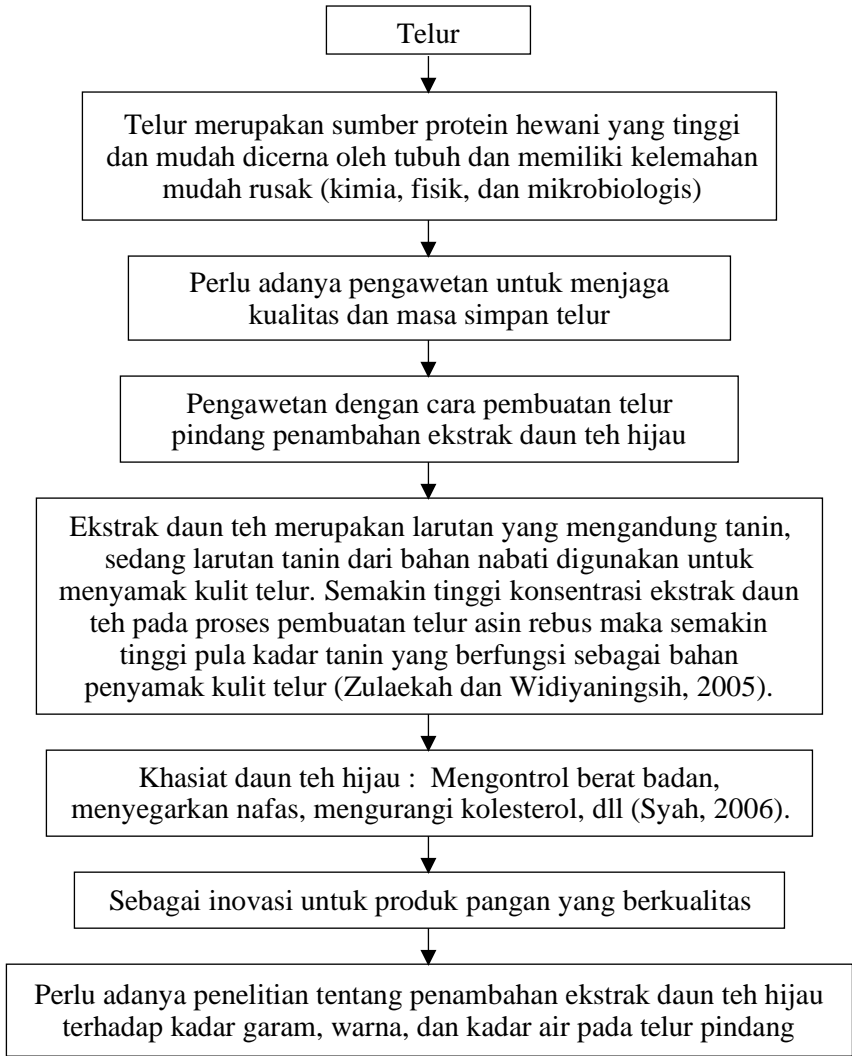 Telur
Telur merupakan sumber protein hewani yang tinggi
dan mudah dicerna oleh tubuh dan memiliki kelemahan
mudah rusak (kimia, fisik, dan mikrobiologis)
Perlu adanya pengawetan untuk menjaga
kualitas dan masa simpan telur
Pengawetan dengan cara pembuatan telur
pindang penambahan ekstrak daun teh hijau
Ekstrak daun teh merupakan larutan yang mengandung tanin,
sedang larutan tanin dari bahan nabati digunakan untuk
menyamak kulit telur. Semakin tinggi konsentrasi ekstrak daun
teh pada proses pembuatan telur asin rebus maka semakin
tinggi pula kadar tanin yang berfungsi sebagai bahan
penyamak kulit telur (Zulaekah dan Widiyaningsih, 2005).
Khasiat daun teh hijau : Mengontrol berat badan,
menyegarkan nafas, mengurangi kolesterol, dll (Syah, 2006).
Sebagai inovasi untuk produk pangan yang berkualitas
Perlu adanya penelitian tentang penambahan ekstrak daun teh hijau
terhadap kadar garam, warna, dan kadar air pada telur pindang